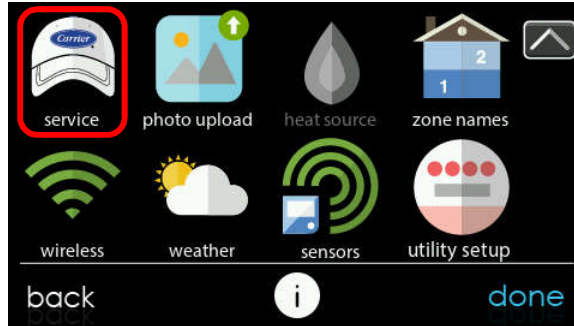 Carrier
service
photo upload
heat source
2
1
zone names
wireless
weather
sensors
utility setup
back
i
done